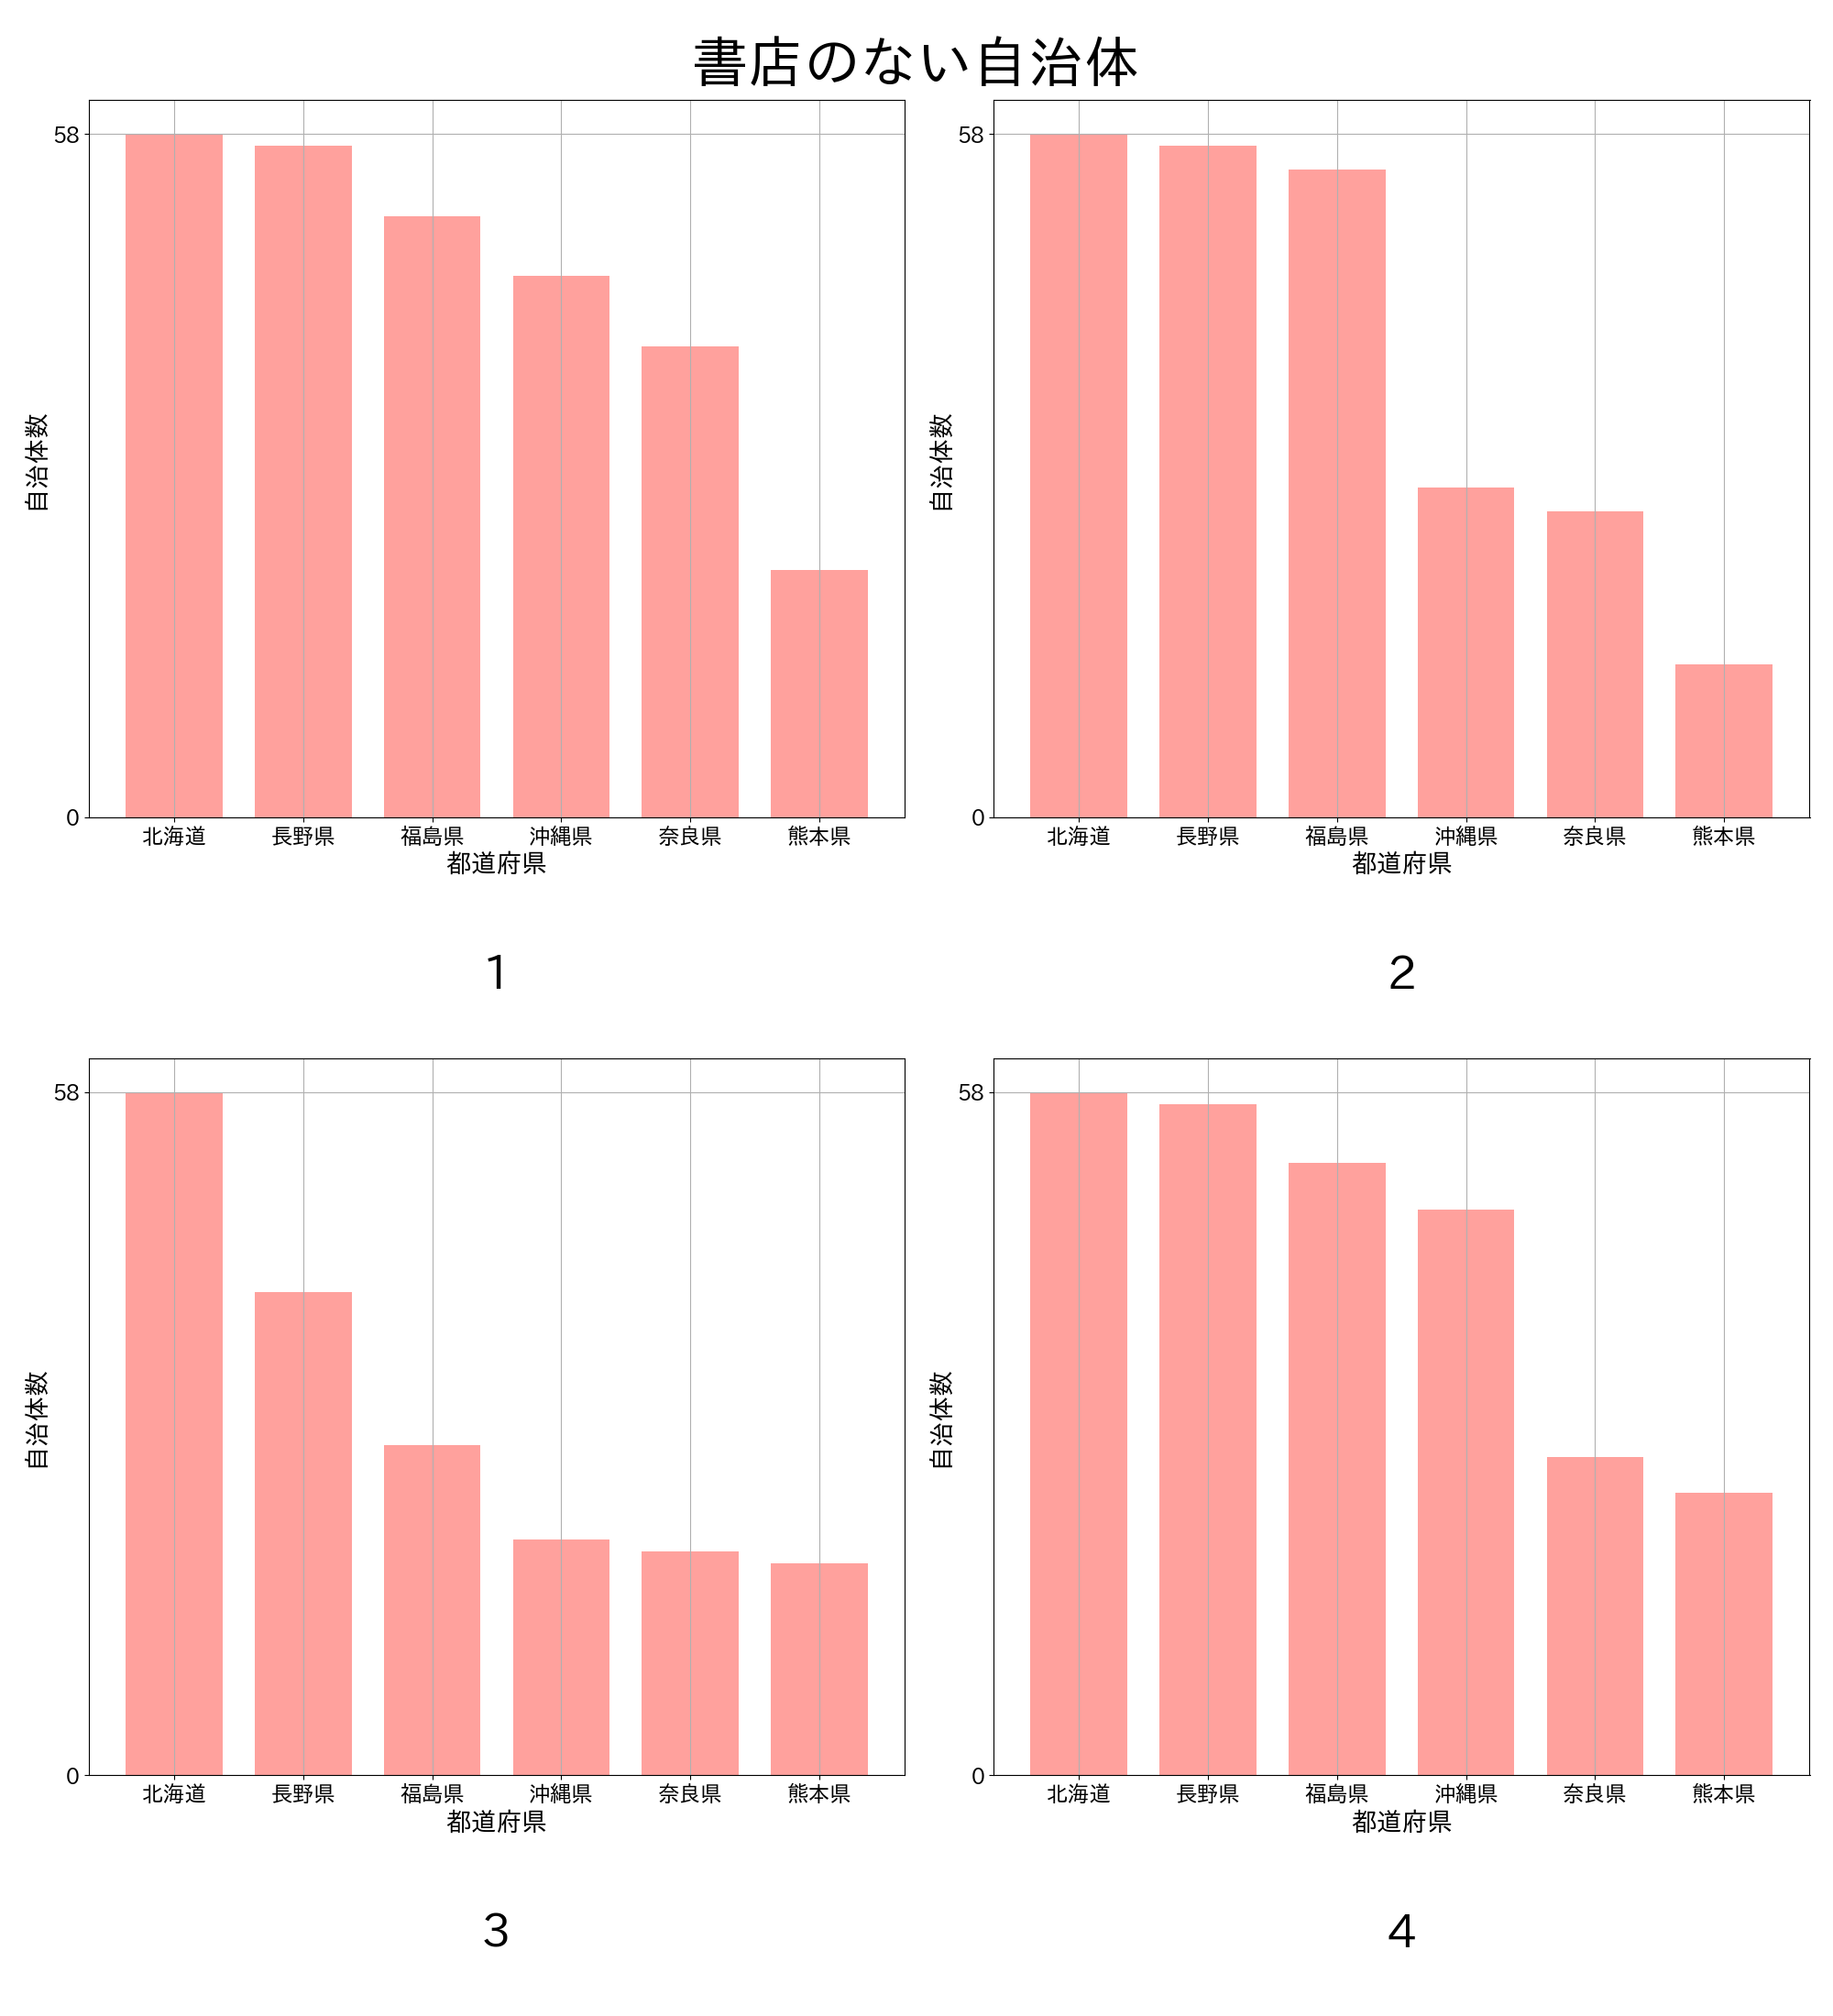 書店のない自治体
58
0
自治体数
北海道 長野県 福島県 沖縄県 奈良県 熊本県
都道府県
1
58
0
自治体数
北海道 長野県 福島県 沖縄県 奈良県 熊本県
都道府県
2
58
0
自治体数
北海道 長野県 福島県 沖縄県 奈良県 熊本県
都道府県
3
58
0
自治体数
北海道 長野県 福島県 沖縄県 奈良県 熊本県
都道府県
4